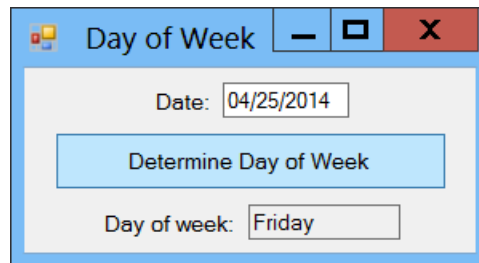 Day of Week
Date: 04/25/2014
Determine Day of Week
Day of week: Friday